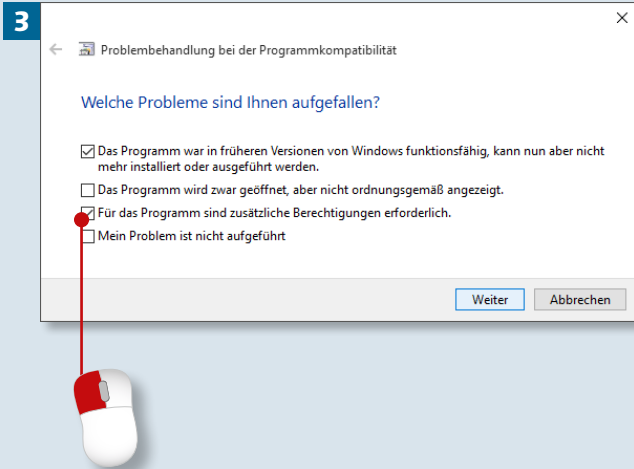 3
Problembehandlung bei der Programmkompatibilität
Welche Probleme sind Ihnen aufgefallen?
Das Programm war in früheren Versionen von Windows funktionsfähig, kann nun aber nicht
mehr installiert oder ausgeführt werden.
Das Programm wird zwar geöffnet, aber nicht ordnungsgemäß angezeigt.
Für das Programm sind zusätzliche Berechtigungen erforderlich.
Mein Problem ist nicht aufgeführt
Weiter Abbrechen